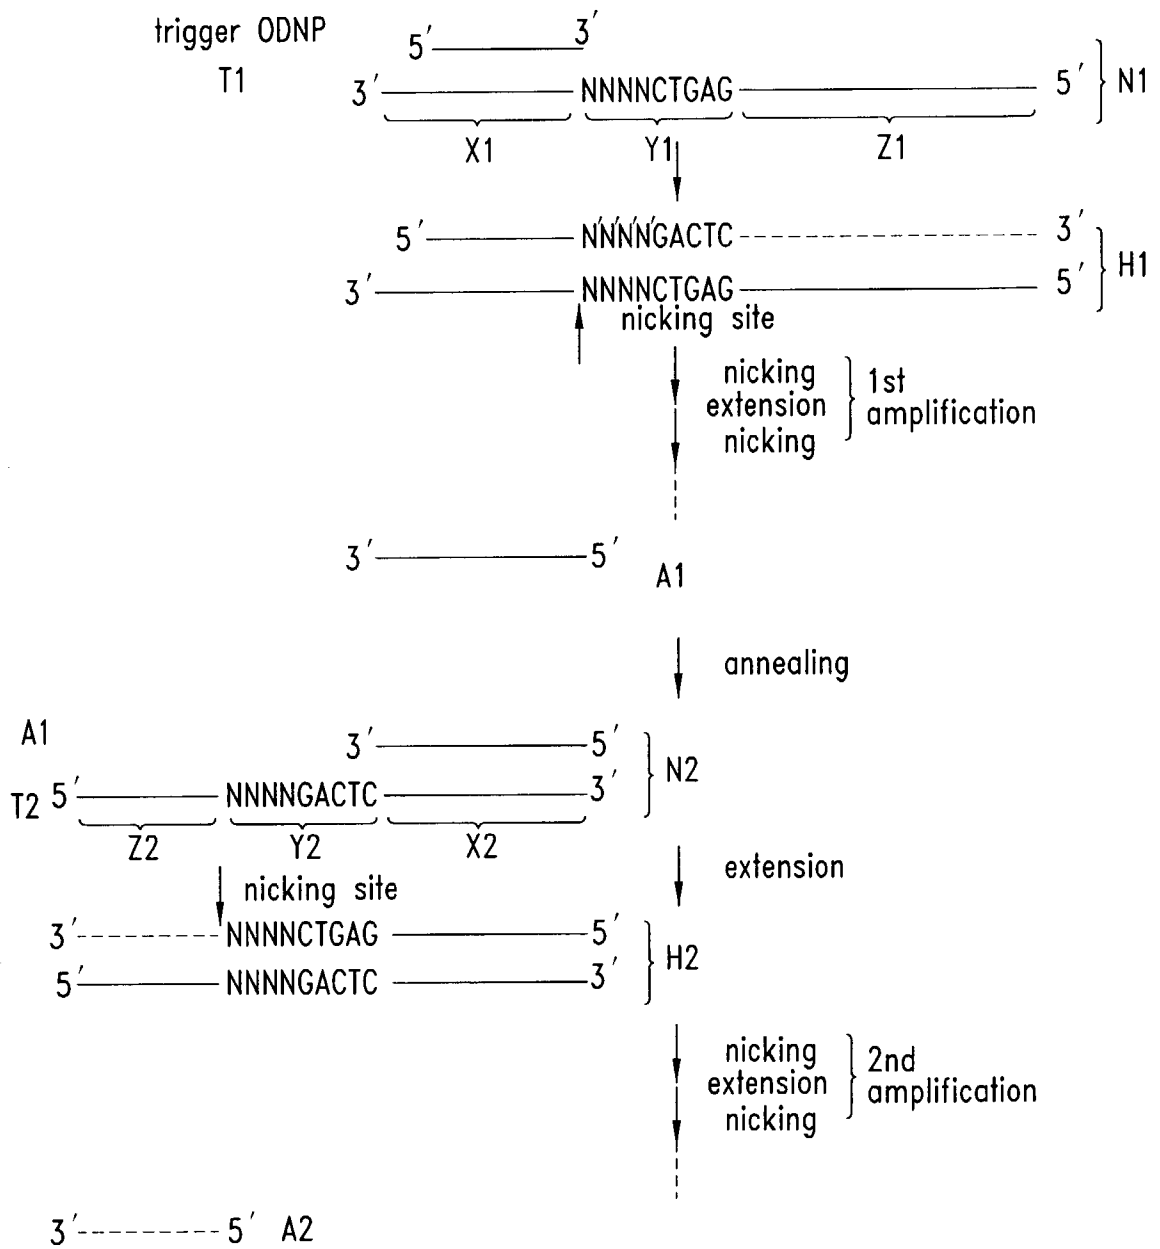 trigger ODNP
5′ 3′
T1
3′ NNNNCTGAG 5′ N1
X1 Y1 Z1
5′ N′N′N′N′GACTC 3′
3′ NNNNCTGAG 5′ H1
nicking site
nicking
extension
nicking
1st
amplification
3′ 5′
A1
annealing
A1
3′ 5′
T2 5′ NNNNGACTC 3′ N2
Z2 Y2 X2
extension
nicking site
3′ NNNNCTGAG 5′
5′ NNNNGACTC 3′ H2
nicking
extension
nicking
2nd
amplification
3′ 5′ A2